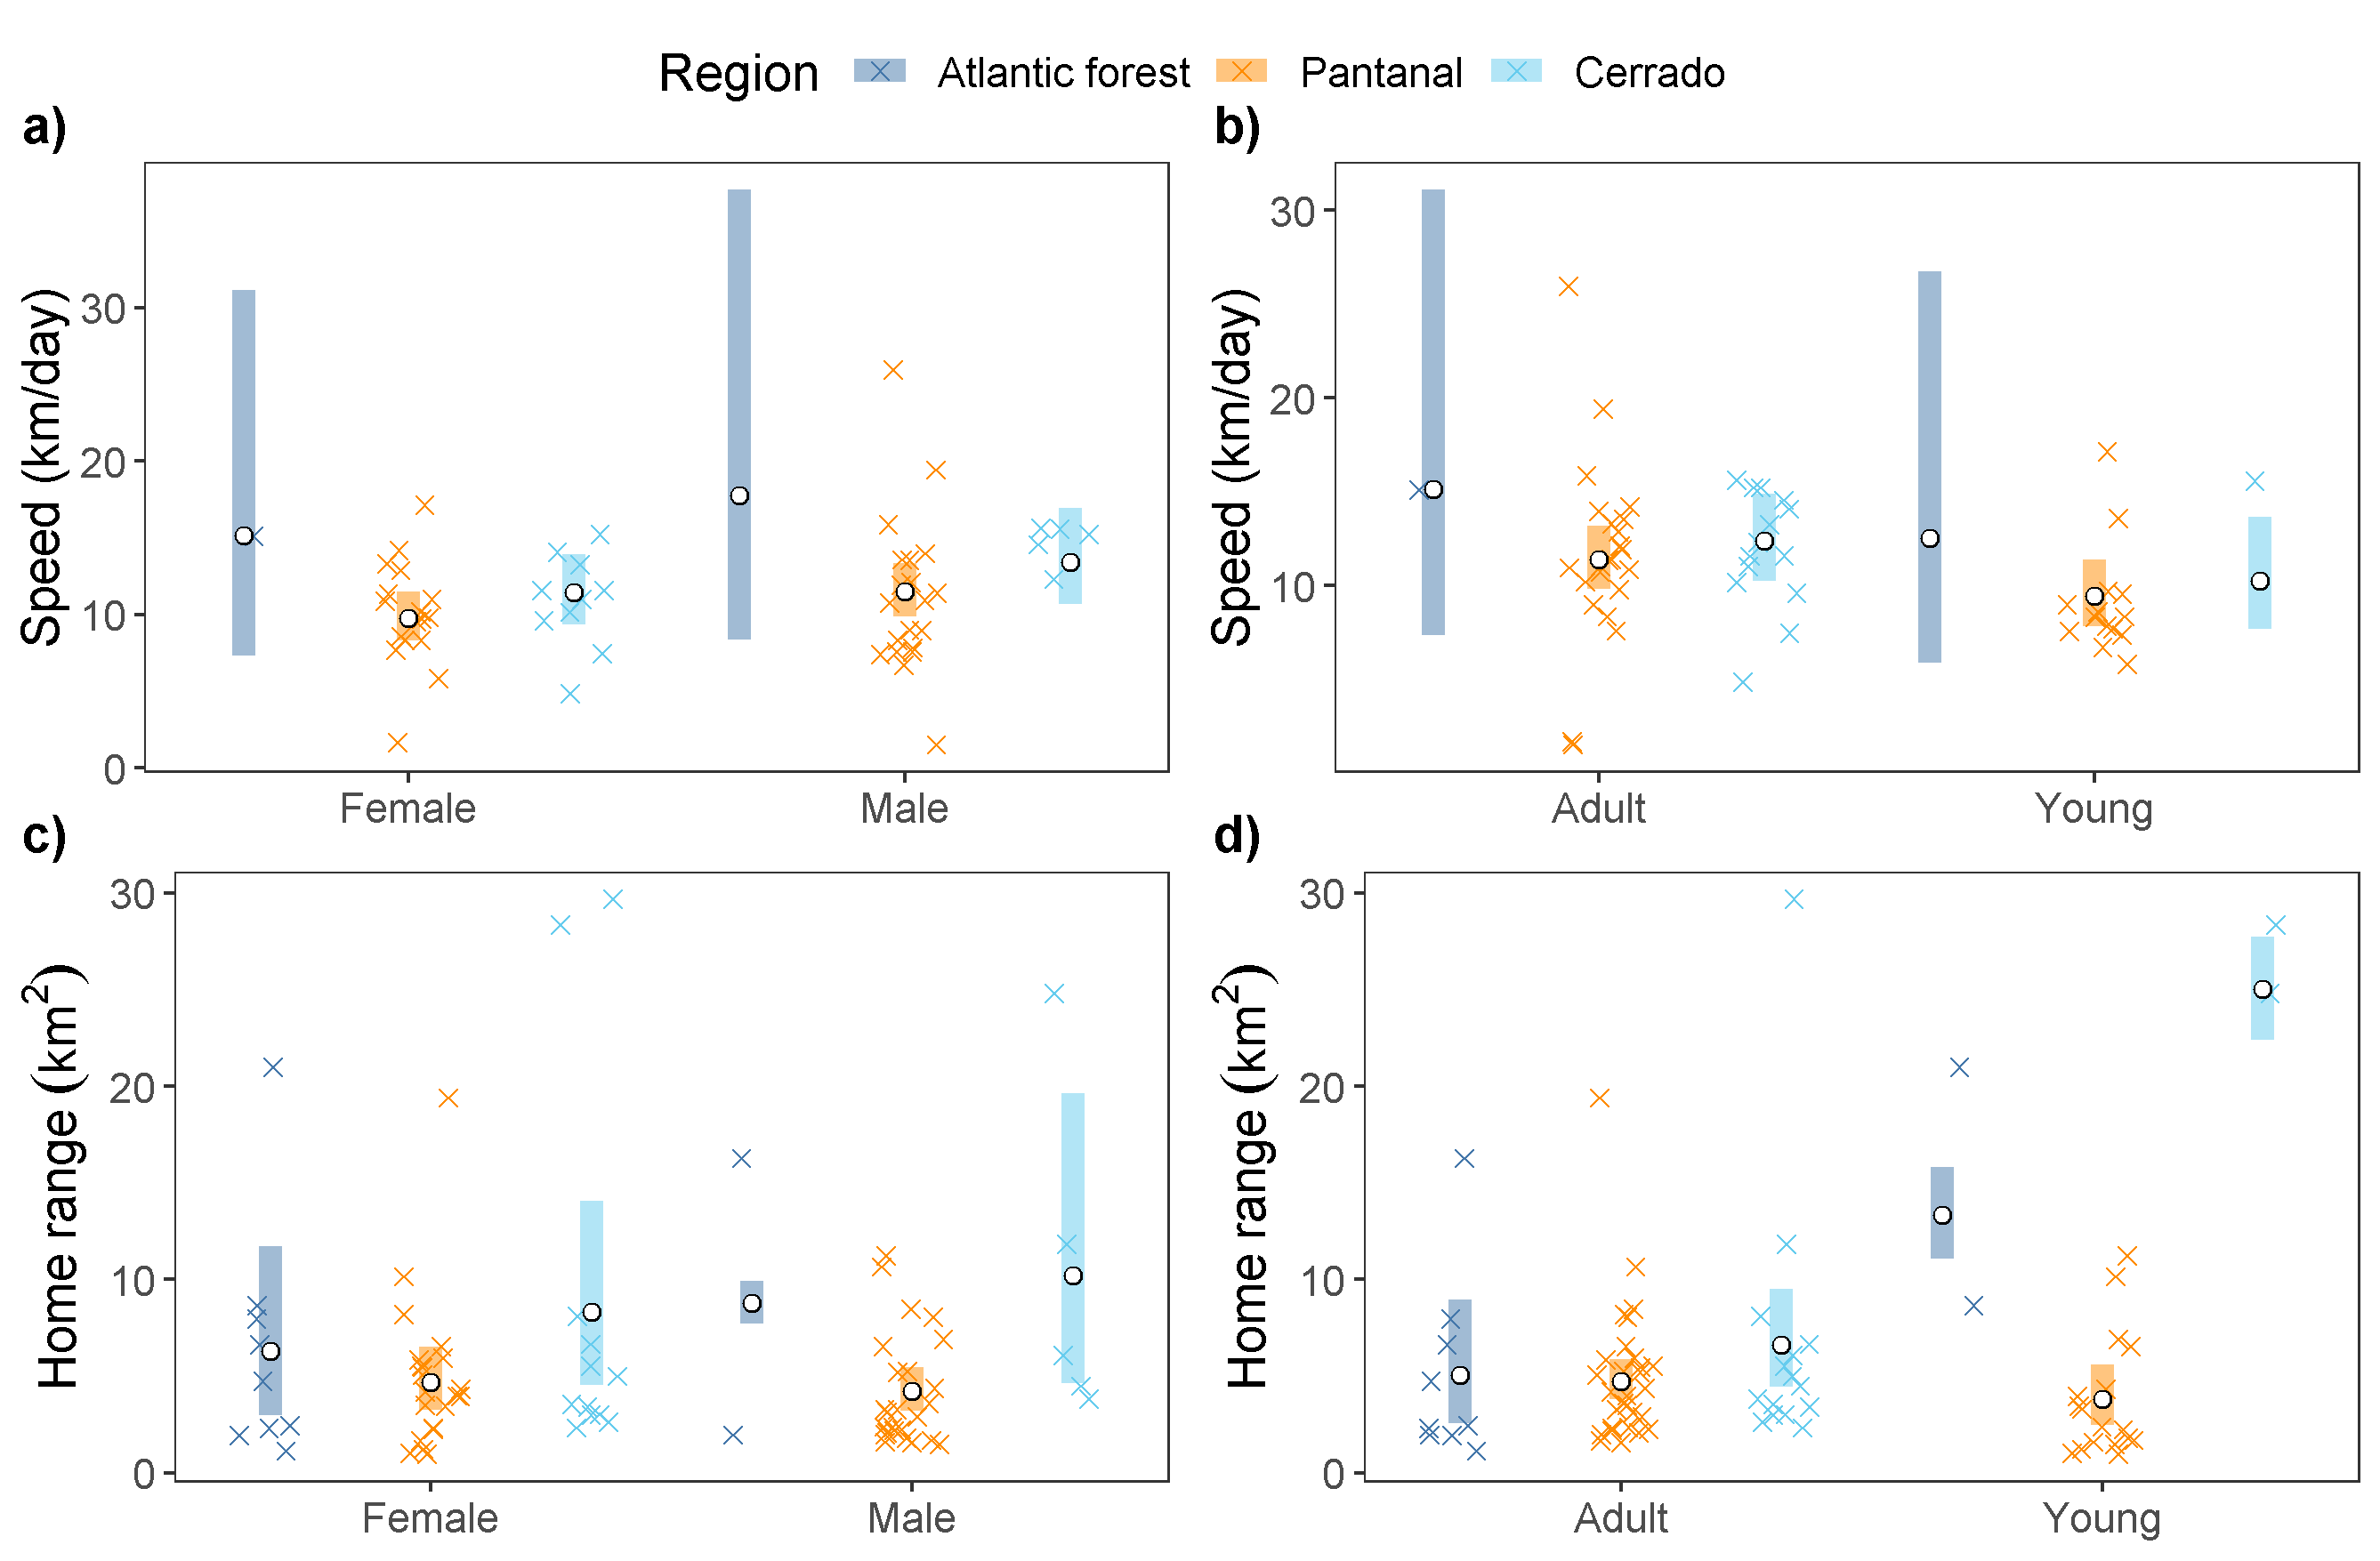 Region Atlantic forest Pantanal Cerrado
a)
Speed (km/day)
30
20
10
0
Female Male
b)
Speed (km/day)
30
20
10
Adult Young
c)
Home range (km²)
30
20
10
0
Female Male
d)
Home range (km²)
30
20
10
0
Adult Young